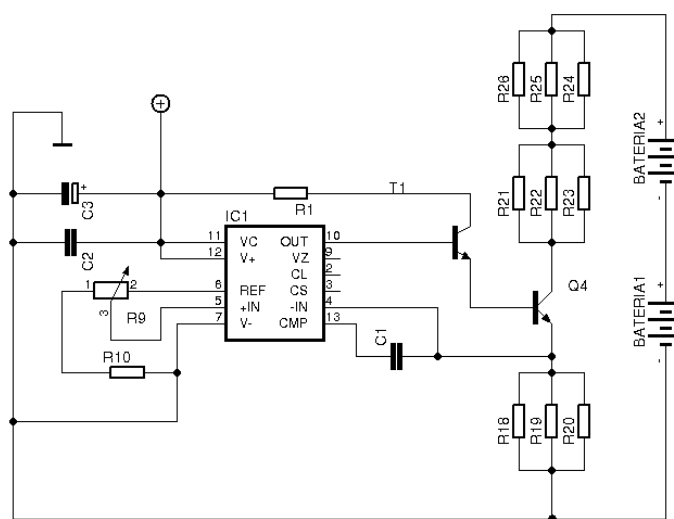 R26
R25
R24
BATERIA2
+
-
+
C3
+
R1
T1
R21
R22
R23
C2
IC1
11
VC
OUT
10
12
V+
VZ
9
CL
2
CS
3
6
REF
5
+IN
-IN
4
7
V-
CMP
13
1
2
3
R9
R10
C1
Q4
BATERIA1
+
-
R18
R19
R20